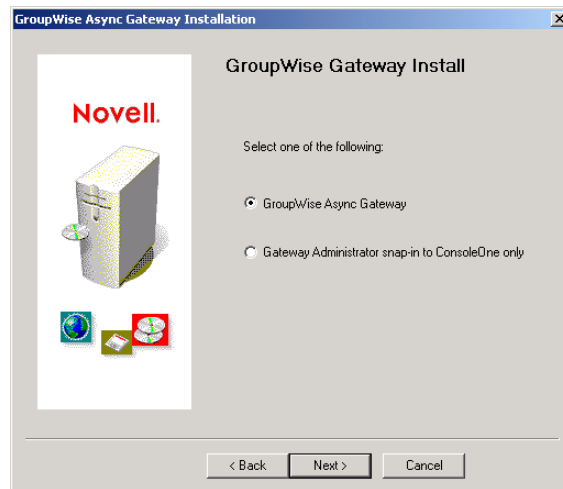 GroupWise Async Gateway Installation
GroupWise Gateway Install
Novell.
Select one of the following:
GroupWise Async Gateway
Gateway Administrator snap-in to ConsoleOne only
< Back
Next >
Cancel